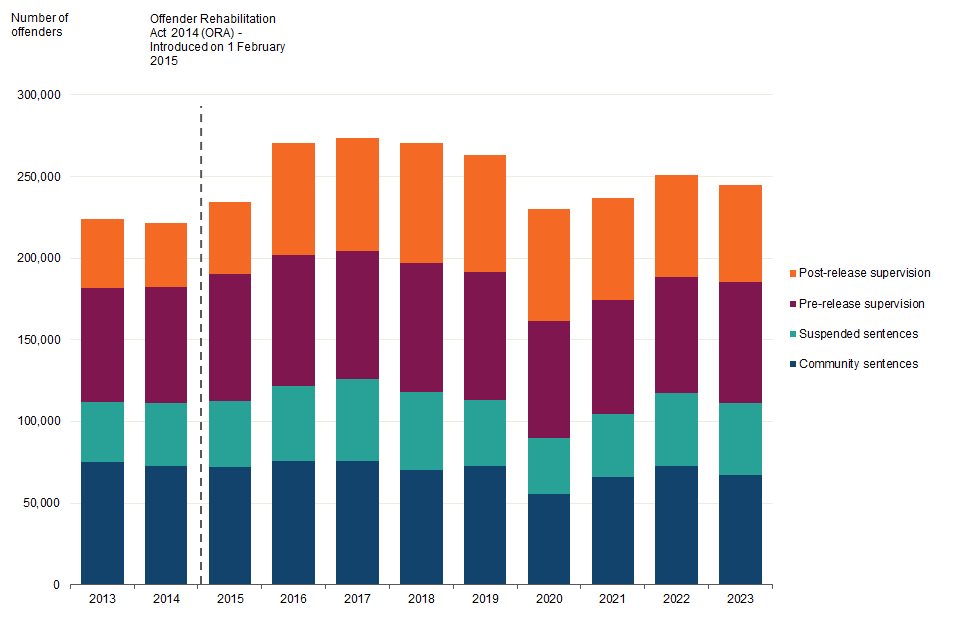 Number of
offenders
Offender Rehabilitation
Act 2014 (ORA) -
Introduced on 1 February
2015
300,000
250,000
200,000
150,000
100,000
50,000
0
2013 2014 2015 2016 2017 2018 2019 2020 2021 2022 2023
Post-release supervision
Pre-release supervision
Suspended sentences
Community sentences